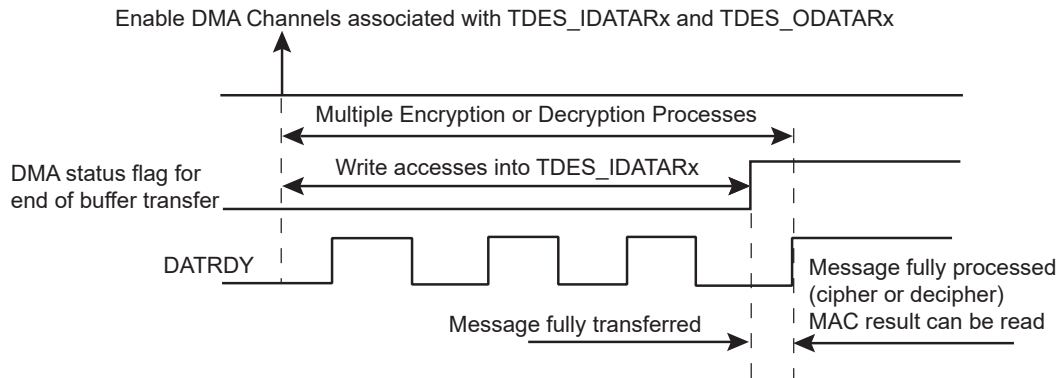 Enable DMA Channels associated with TDES_IDATARx and TDES_ODATARx
Multiple Encryption or Decryption Processes
Write accesses into TDES_IDATARx
DMA status flag for
end of buffer transfer
DATRDY
Message fully processed
(cipher or decipher)
MAC result can be read
Message fully transferred